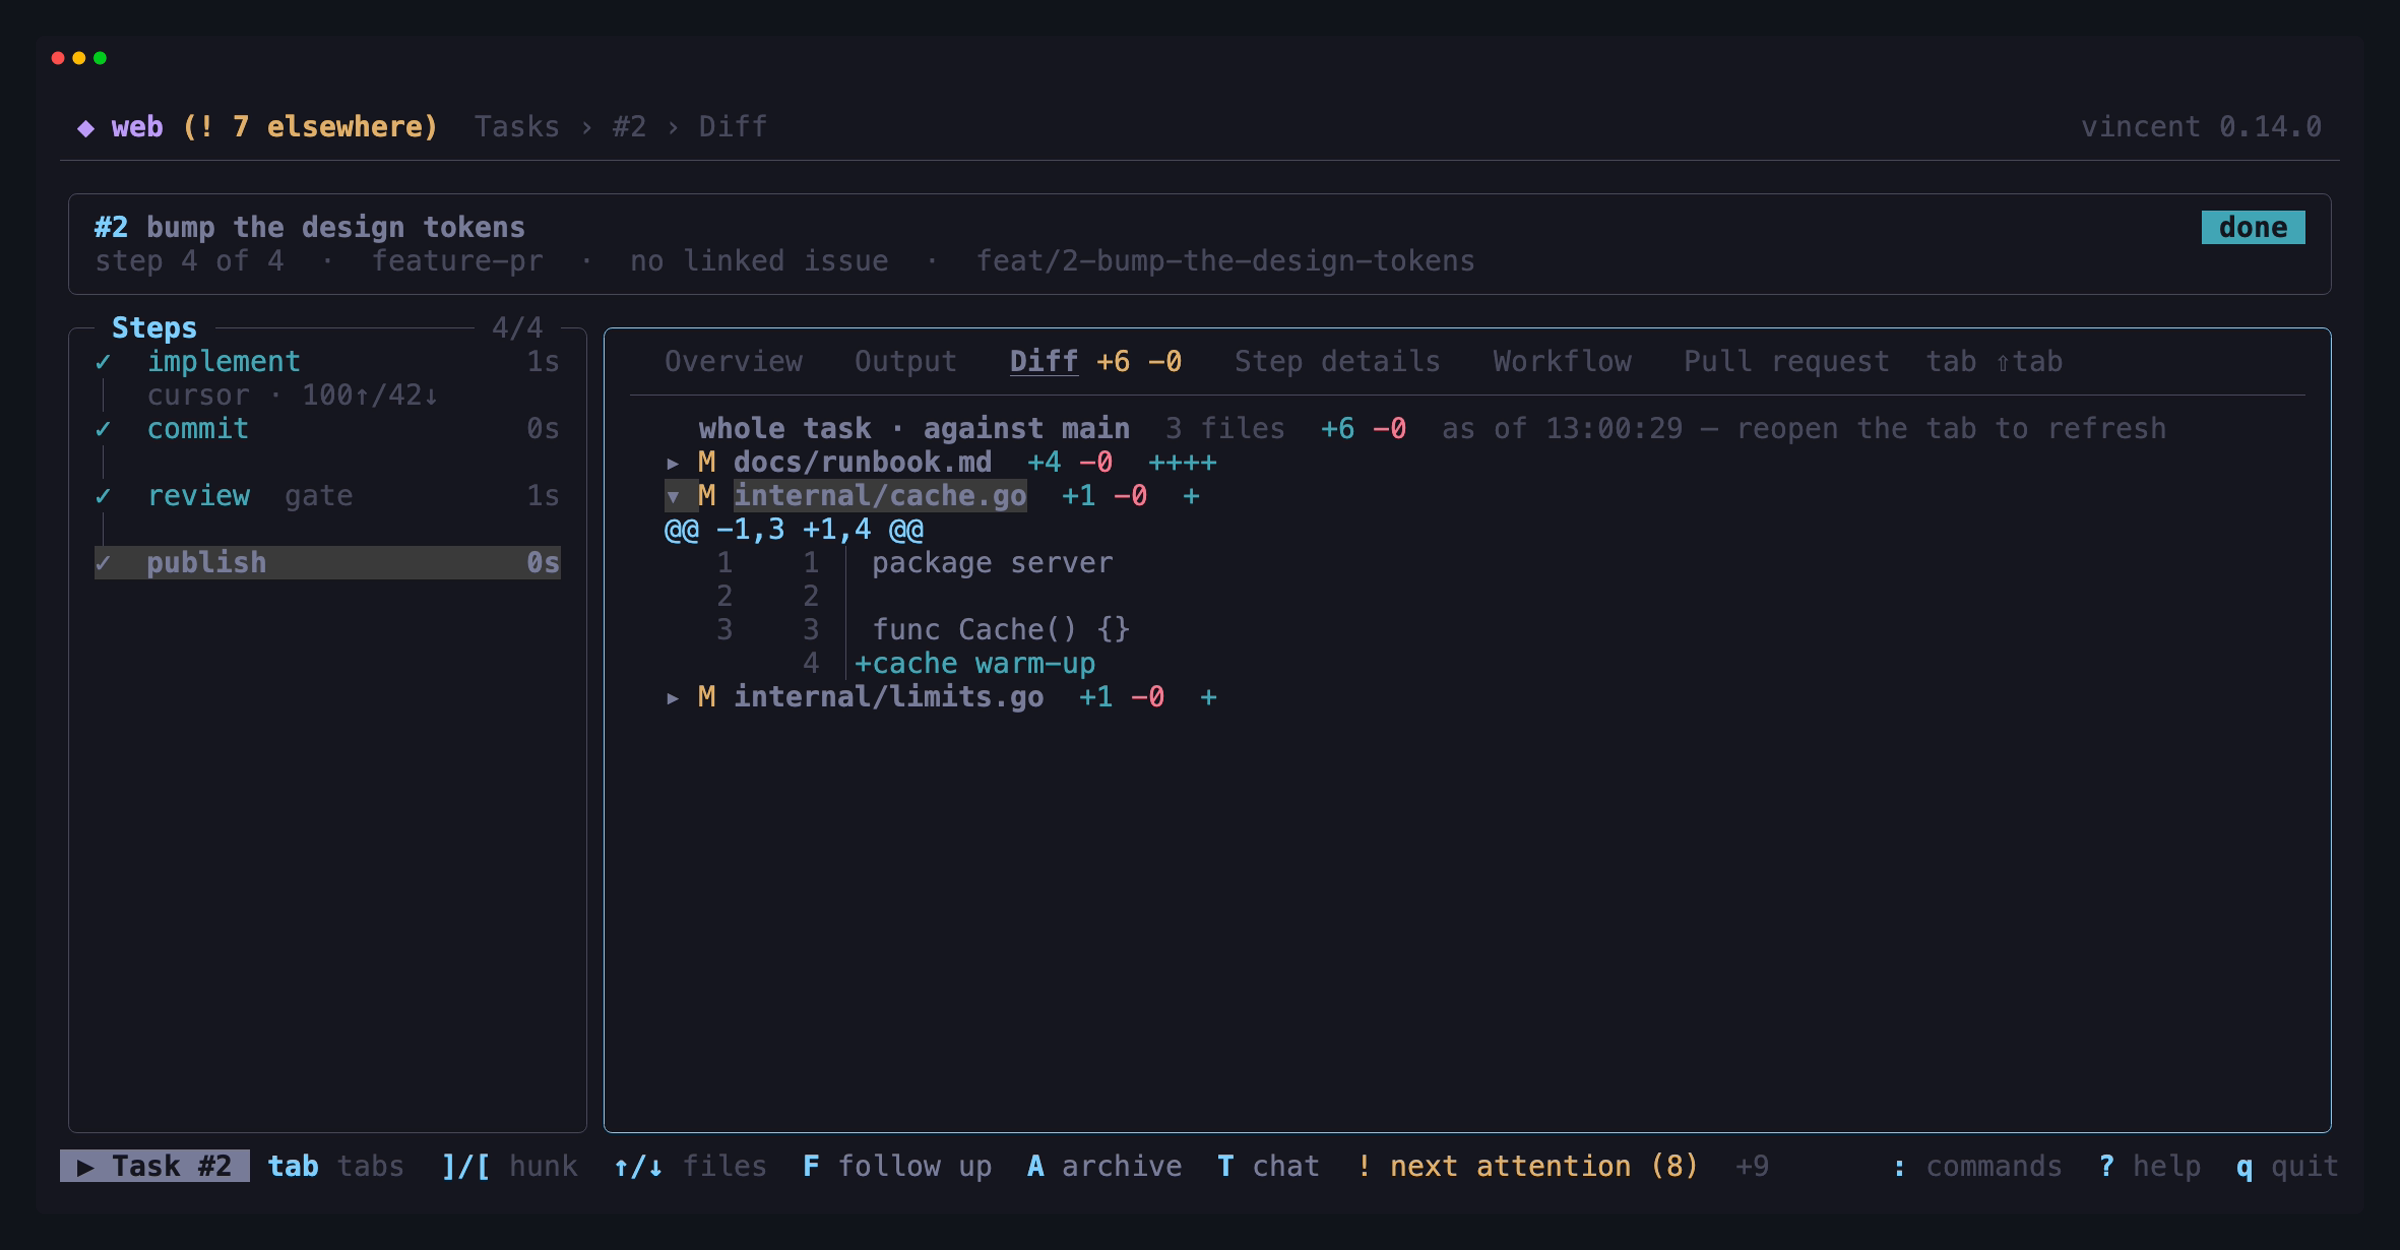 ◆ web (! 7 elsewhere)  Tasks › #2 › Diff  vincent 0.14.0
#2 bump the design tokens  done
step 4 of 4  ·  feature-pr  ·  no linked issue  ·  feat/2-bump-the-design-tokens
Steps  4/4
✓  implement  1s
cursor · 100↑/42↓
✓  commit  0s
✓  review  gate  1s
✓  publish  0s
Overview  Output  Diff +6 -0  Step details  Workflow  Pull request  tab ⇧tab
whole task · against main  3 files  +6 -0  as of 13:00:29 — reopen the tab to refresh
▸ M docs/runbook.md  +4 -0  ++++
▾ M internal/cache.go  +1 -0  +
@@ -1,3 +1,4 @@
1  1  package server
2  2
3  3  func Cache() {}
4  +cache warm-up
▸ M internal/limits.go  +1 -0  +
▶ Task #2  tab tabs  ]/[ hunk  ↑/↓ files  F follow up  A archive  T chat  ! next attention (8)  +9  : commands  ? help  q quit